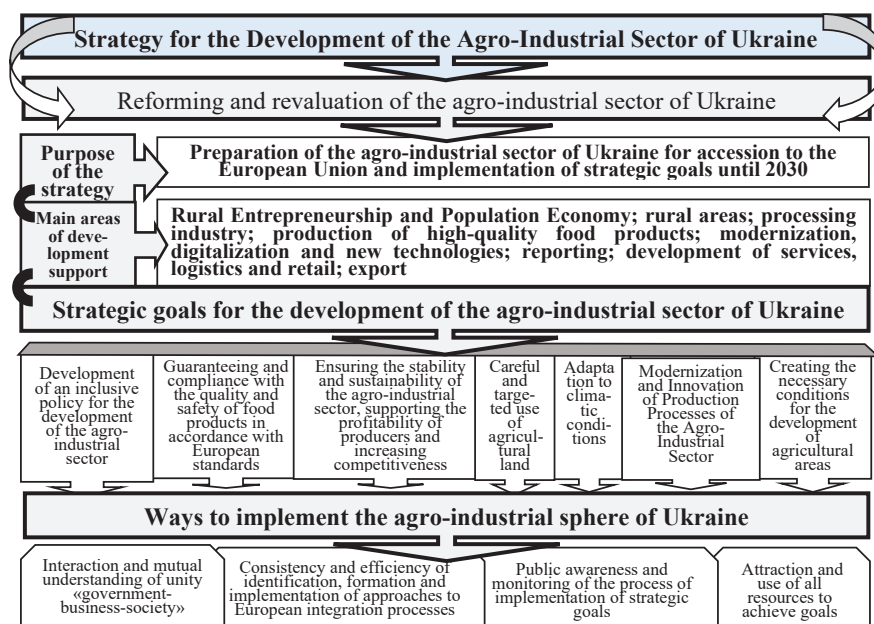 Strategy for the Development of the Agro-Industrial Sector of Ukraine
Reforming and revaluation of the agro-industrial sector of Ukraine
Purpose
of the
strategy
Preparation of the agro-industrial sector of Ukraine for accession to the
European Union and implementation of strategic goals until 2030
Main areas
of deve-
lopment
support
Rural Entrepreneurship and Population Economy; rural areas; processing
industry; production of high-quality food products; modernization,
digitalization and new technologies; reporting; development of services,
logistics and retail; export
Strategic goals for the development of the agro-industrial sector of Ukraine
Development
of an inclusive
policy for the
development
of the agro-
industrial
sector
Guaranteeing and
compliance with
the quality and
safety of food
products in
accordance with
European
standards
Ensuring the stability
and sustainability of
the agro-industrial
sector, supporting the
profitability of
producers and
increasing
competitiveness
Careful
and
targe-
ted use
of
agricul-
tural
land
Adapta
tion to
clima-
tic
condi-
tions
Modernization
and Innovation
of Production
Processes of
the Agro-
Industrial
Sector
Creating the
necessary
conditions
for the
development
of
agricultural
areas
Ways to implement the agro-industrial sphere of Ukraine
Interaction and mutual
understanding of unity
«government-
business-society»
Consistency and efficiency of
identification, formation and
implementation of approaches to
European integration processes
Public awareness and
monitoring of the process of
implementation of strategic
goals
Attraction and
use of all
resources to
achieve goals